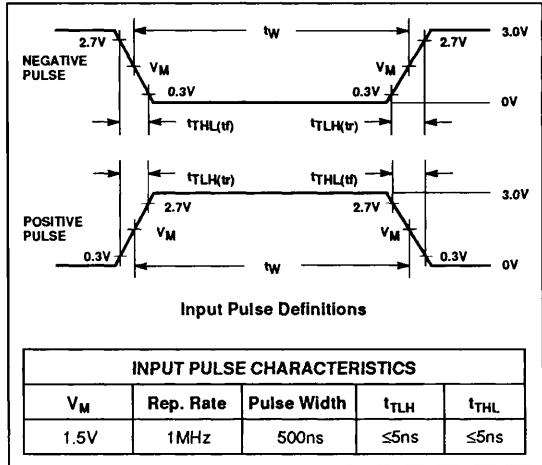 tW
3.0V
2.7V
2.7V
NEGATIVE
PULSE
VM
VM
0.3V
0.3V
0V
tTHL(tf)
tTLH(tr)
tTLH(tr)
tTHL(tf)
3.0V
2.7V
2.7V
POSITIVE
PULSE
VM
VM
0.3V
0.3V
0V
tW
Input Pulse Definitions
INPUT PULSE CHARACTERISTICS
VM Rep. Rate Pulse Width tTLH tTHL
1.5V 1MHz 500ns ≤5ns ≤5ns